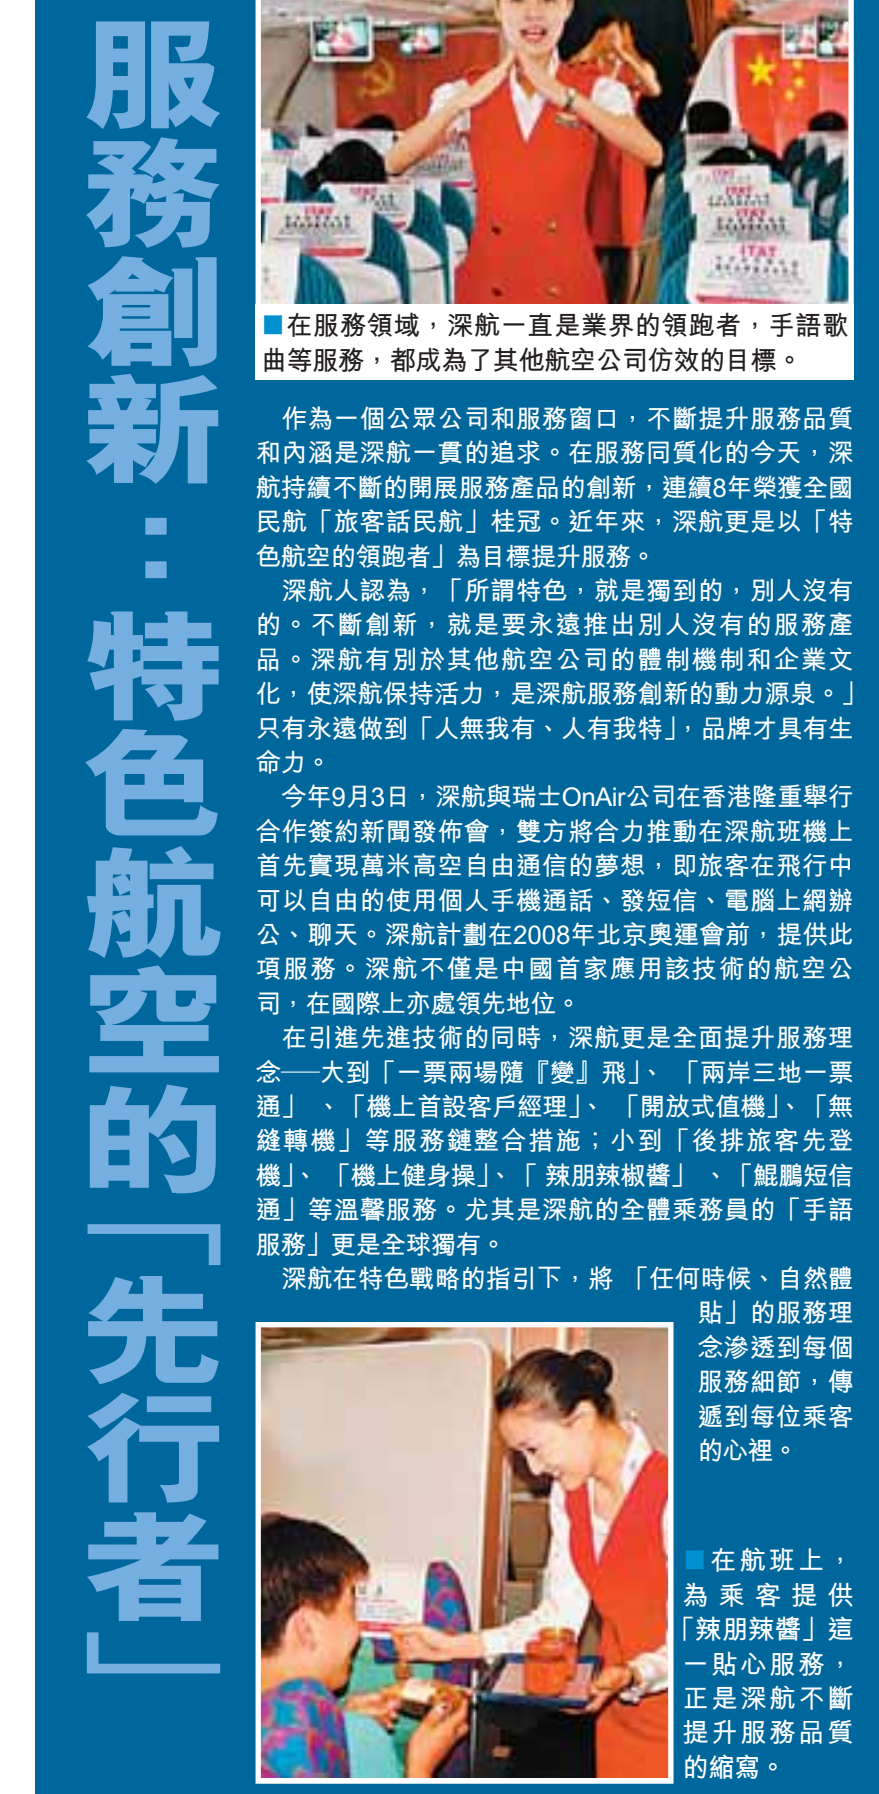 服務創新：特色航空的「先行者」
■在服務領域，深航一直是業界的領跑者，手語歌
曲等服務，都成為了其他航空公司仿效的目標。
作為一個公眾公司和服務窗口，不斷提升服務品質
和內涵是深航一貫的追求。在服務同質化的今天，深
航持續不斷的開展服務產品的創新，連續8年榮獲全國
民航「旅客話民航」桂冠。近年來，深航更是以「特
色航空的領跑者」為目標提升服務。
深航人認為，「所謂特色，就是獨到的，別人沒有
的。不斷創新，就是要永遠推出別人沒有的服務產
品。深航有別於其他航空公司的體制機制和企業文
化，使深航保持活力，是深航服務創新的動力源泉。」
只有永遠做到「人無我有、人有我特」，品牌才具有生
命力。
今年9月3日，深航與瑞士OnAir公司在香港隆重舉行
合作簽約新聞發佈會，雙方將合力推動在深航班機上
首先實現萬米高空自由通信的夢想，即旅客在飛行中
可以自由的使用個人手機通話、發短信、電腦上網辦
公、聊天。深航計劃在2008年北京奧運會前，提供此
項服務。深航不僅是中國首家應用該技術的航空公
司，在國際上亦處領先地位。
在引進先進技術的同時，深航更是全面提升服務理
念——大到「一票兩場隨『變』飛」、「兩岸三地一票
通」、「機上首設客戶經理」、「開放式值機」、「無
縫轉機」等服務鏈整合措施；小到「後排旅客先登
機」、「機上健身操」、「辣朋辣椒醬」、「鯤鵬短信
通」等溫馨服務。尤其是深航的全體乘務員的「手語
服務」更是全球獨有。
深航在特色戰略的指引下，將「任何時候、自然體
貼」的服務理
念滲透到每個
服務細節，傳
遞到每位乘客
的心裡。
■在航班上，
為乘客提供
「辣朋辣醬」這
一貼心服務，
正是深航不斷
提升服務品質
的縮寫。
ITAT
ITAT
ITAT